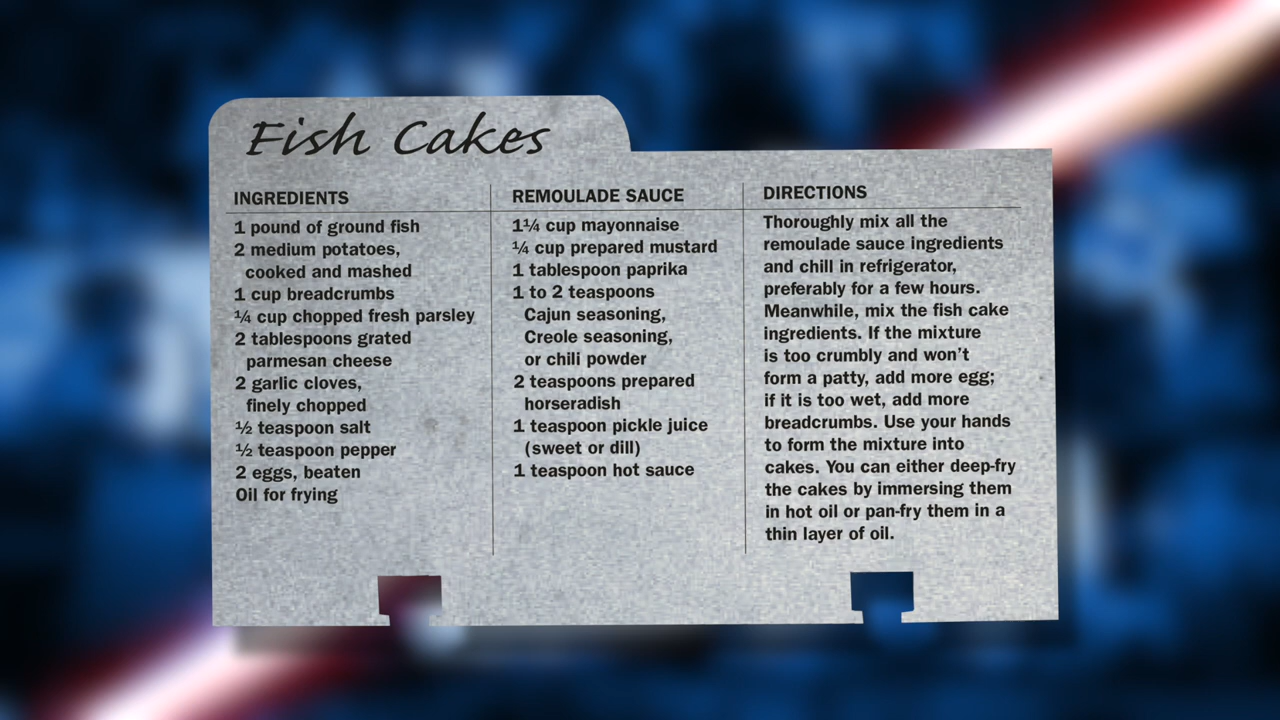 Fish Cakes
INGREDIENTS
1 pound of ground fish
2 medium potatoes,
cooked and mashed
1 cup breadcrumbs
¼ cup chopped fresh parsley
2 tablespoons grated
parmesan cheese
2 garlic cloves,
finely chopped
½ teaspoon salt
½ teaspoon pepper
2 eggs, beaten
Oil for frying
REMOULADE SAUCE
1¼ cup mayonnaise
¼ cup prepared mustard
1 tablespoon paprika
1 to 2 teaspoons
Cajun seasoning,
Creole seasoning,
or chili powder
2 teaspoons prepared
horseradish
1 teaspoon pickle juice
(sweet or dill)
1 teaspoon hot sauce
DIRECTIONS
Thoroughly mix all the
remoulade sauce ingredients
and chill in refrigerator,
preferably for a few hours.
Meanwhile, mix the fish cake
ingredients. If the mixture
is too crumbly and won't
form a patty, add more egg;
if it is too wet, add more
breadcrumbs. Use your hands
to form the mixture into
cakes. You can either deep-fry
the cakes by immersing them
in hot oil or pan-fry them in a
thin layer of oil.